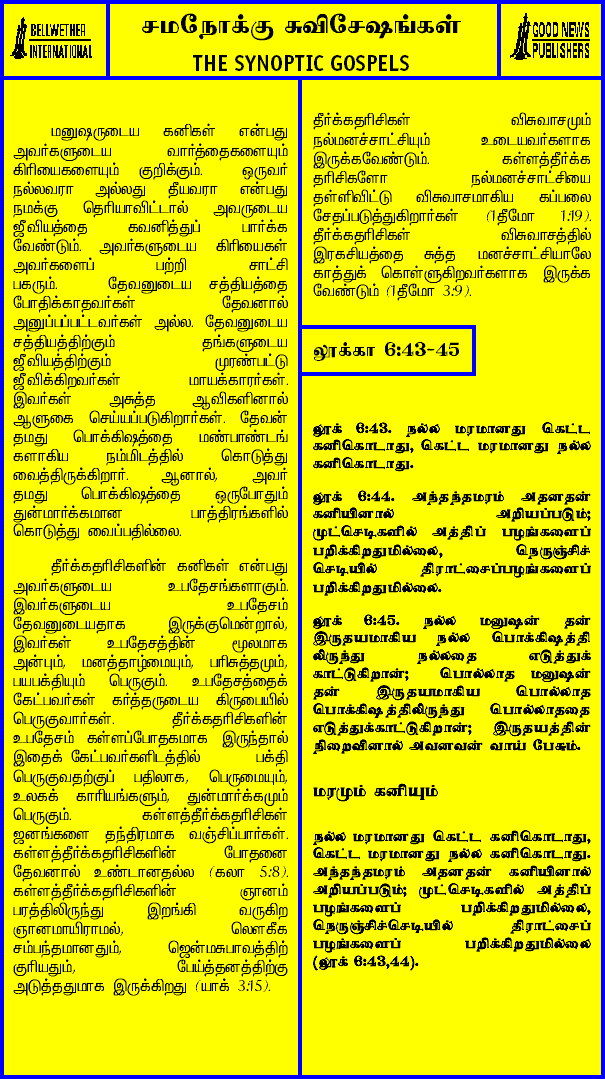 BELLWETHER
INTERNATIONAL
சமநோக்கு சுவிசேஷங்கள்
THE SYNOPTIC GOSPELS
GOOD NEWS
PUBLISHERS
மனுஷருடைய கனிகள் என்பது
அவர்களுடைய வார்த்தைகளையும்
கிரியைகளையும் குறிக்கும். ஒருவர்
நல்லவரா அல்லது தீயவரா என்பது
நமக்கு தெரியாவிட்டால் அவருடைய
ஜீவியத்தை கவனித்துப் பார்க்க
வேண்டும். அவர்களுடைய கிரியைகள்
அவர்களைப் பற்றி சாட்சி
பகரும். தேவனுடைய சத்தியத்தை
போதிக்காதவர்கள் தேவனால்
அனுப்பப்பட்டவர்கள் அல்ல. தேவனுடைய
சத்தியத்திற்கும் தங்களுடைய
ஜீவியத்திற்கும் முரண்பட்டு
ஜீவிக்கிறவர்கள் மாயக்காரர்கள்.
இவர்கள் அசுத்த ஆவிகளினால்
ஆளுகை செய்யப்படுகிறார்கள். தேவன்
தமது பொக்கிஷத்தை மண்பாண்டங்
களாகிய நம்மிடத்தில் கொடுத்து
வைத்திருக்கிறார். ஆனால், அவர்
தமது பொக்கிஷத்தை ஒருபோதும்
துன்மார்க்கமான பாத்திரங்களில்
கொடுத்து வைப்பதில்லை.
தீர்க்கதரிசிகளின் கனிகள் என்பது
அவர்களுடைய உபதேசங்களாகும்.
இவர்களுடைய உபதேசம்
தேவனுடையதாக இருக்குமென்றால்,
இவர்கள் உபதேசத்தின் மூலமாக
அன்பும், மனத்தாழ்மையும், பரிசுத்தமும்,
பயபக்தியும் பெருகும். உபதேசத்தைக்
கேட்பவர்கள் கர்த்தருடைய கிருபையில்
பெருகுவார்கள். தீர்க்கதரிசிகளின்
உபதேசம் கள்ளப்போதகமாக இருந்தால்
இதைக் கேட்பவர்களிடத்தில் பக்தி
பெருகுவதற்குப் பதிலாக, பெருமையும்,
உலகக் காரியங்களும், துன்மார்க்கமும்
பெருகும். கள்ளத்தீர்க்கதரிசிகள்
ஜனங்களை தந்திரமாக வஞ்சிப்பார்கள்.
கள்ளத்தீர்க்கதரிசிகளின் போதனை
தேவனால் உண்டானதல்ல (கலா 5:8).
கள்ளத்தீர்க்கதரிசிகளின் ஞானம்
பரத்திலிருந்து இறங்கி வருகிற
ஞானமாயிராமல், லௌகீக
சம்பந்தமானதும், ஜென்மசுபாவத்திற்
குரியதும், பேய்த்தனத்திற்கு
அடுத்ததுமாக இருக்கிறது (யாக் 3:15).
தீர்க்கதரிசிகள் விசுவாசமும்
நல்மனச்சாட்சியும் உடையவர்களாக
இருக்கவேண்டும். கள்ளத்தீர்க்க
தரிசிகளோ நல்மனச்சாட்சியை
தள்ளிவிட்டு விசுவாசமாகிய கப்பலை
சேதப்படுத்துகிறார்கள் (1தீமோ 1:19).
தீர்க்கதரிசிகள் விசுவாசத்தில்
இரகசியத்தை சுத்த மனச்சாட்சியாலே
காத்துக் கொள்ளுகிறவர்களாக இருக்க
வேண்டும் (1தீமோ 3:9).
லூக்கா 6:43-45
லூக் 6:43. நல்ல மரமானது கெட்ட
கனிகொடாது, கெட்ட மரமானது நல்ல
கனிகொடாது.
லூக் 6:44. அந்தந்தமரம் அதனதன்
கனியினால் அறியப்படும்;
முட்செடிகளில் அத்திப் பழங்களைப்
பறிக்கிறதுமில்லை, நெருஞ்சிச்
செடியில் திராட்சைப்பழங்களைப்
பறிக்கிறதுமில்லை.
லூக் 6:45. நல்ல மனுஷன் தன்
இருதயமாகிய நல்ல பொக்கிஷத்தி
லிருந்து நல்லதை எடுத்துக்
காட்டுகிறான்; பொல்லாத மனுஷன்
தன் இருதயமாகிய பொல்லாத
பொக்கிஷத்திலிருந்து பொல்லாததை
எடுத்துக்காட்டுகிறான்; இருதயத்தின்
நிறைவினால் அவனவன் வாய் பேசும்.
மரமும் கனியும்
நல்ல மரமானது கெட்ட கனிகொடாது,
கெட்ட மரமானது நல்ல கனிகொடாது.
அந்தந்தமரம் அதனதன் கனியினால்
அறியப்படும்; முட்செடிகளில் அத்திப்
பழங்களைப் பறிக்கிறதுமில்லை,
நெருஞ்சிச்செடியில் திராட்சைப்
பழங்களைப் பறிக்கிறதுமில்லை
(லூக் 6:43,44).